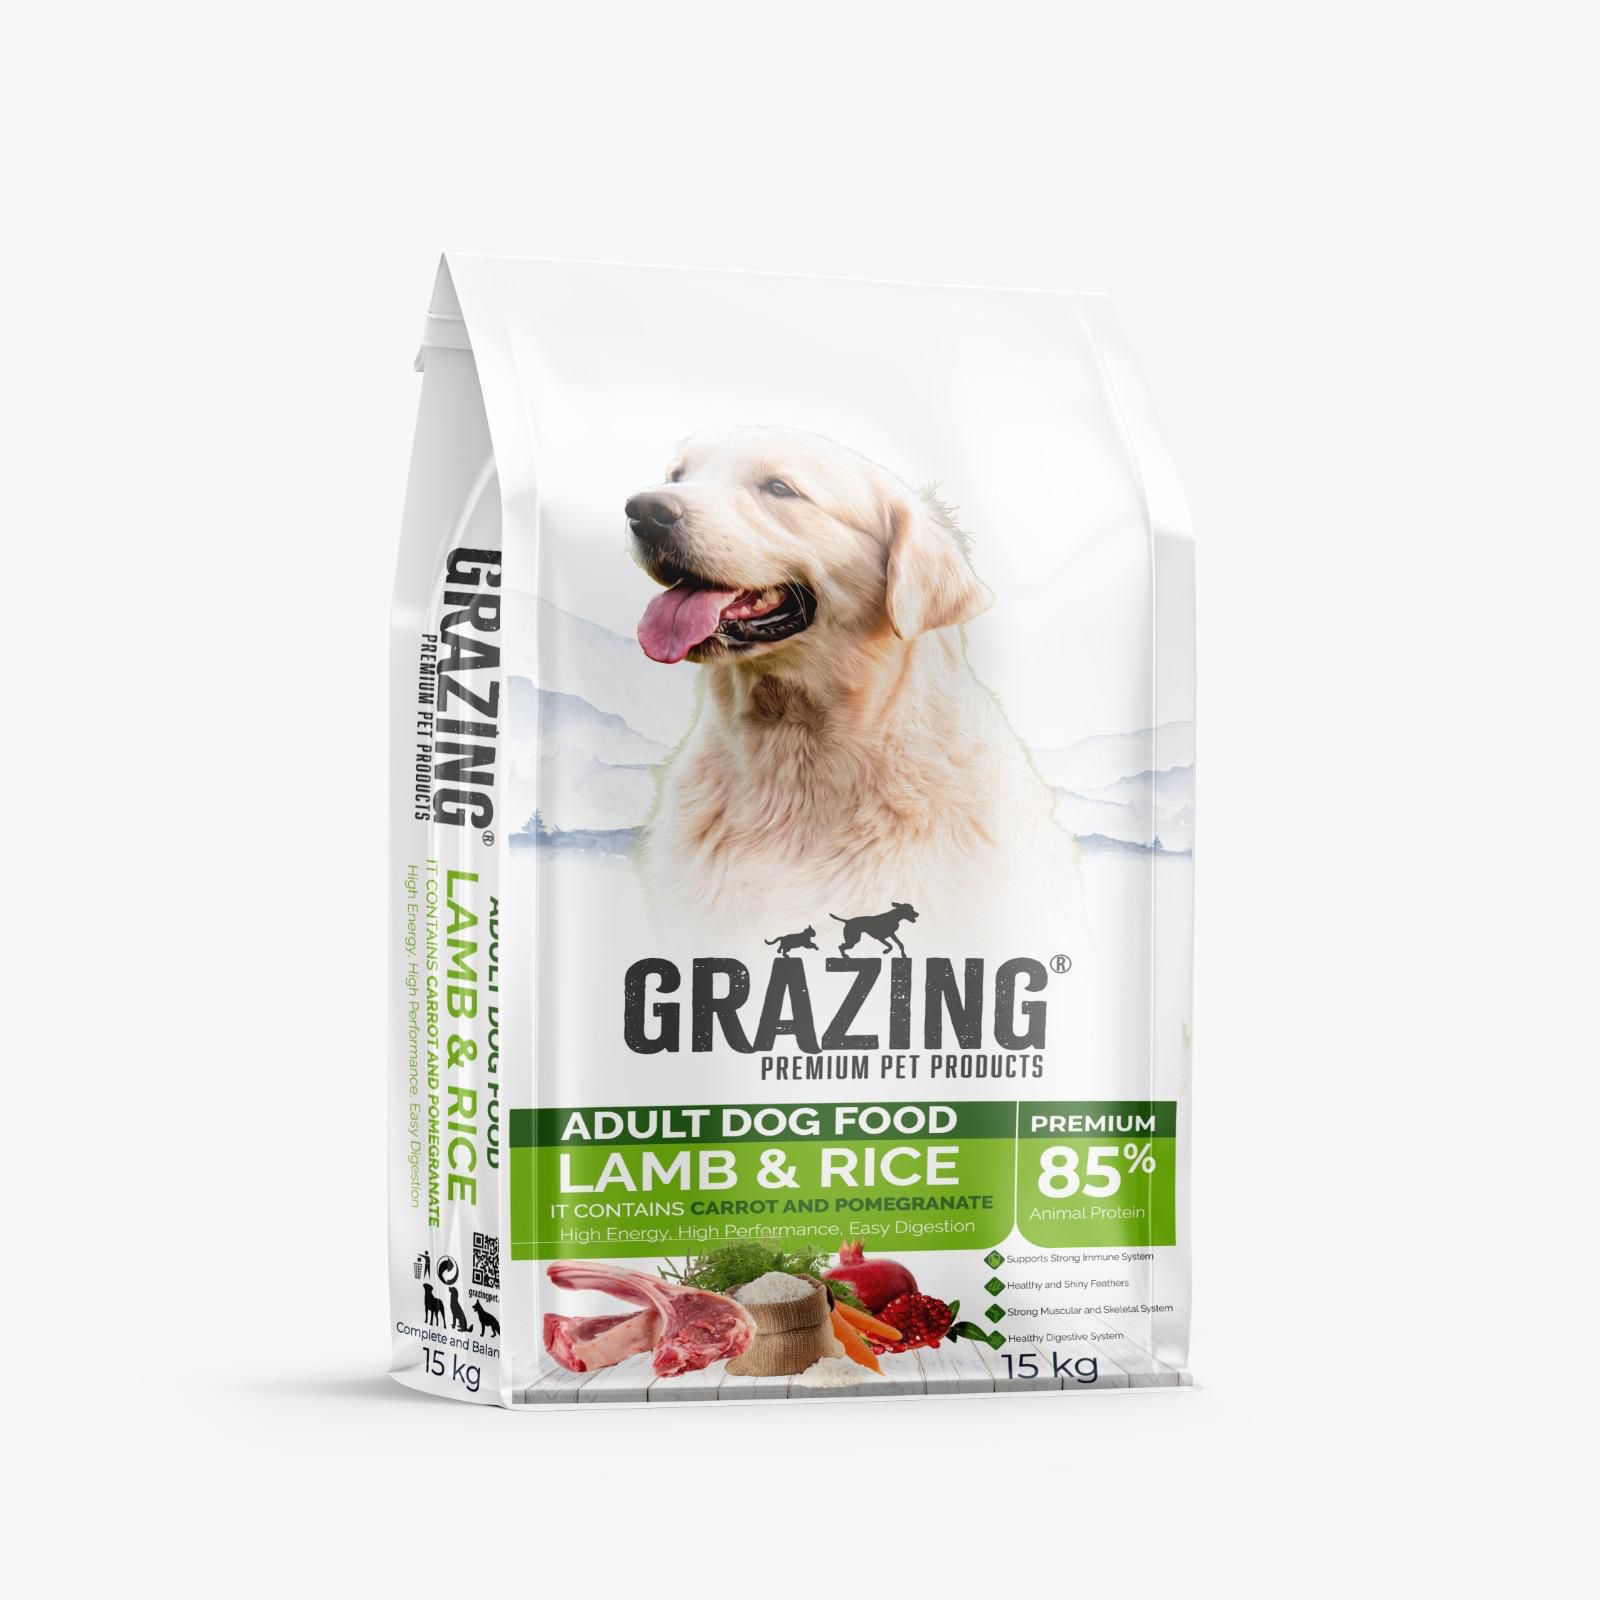 GRAZING®
PREMIUM PET PRODUCTS
ADULT DOG FOOD
LAMB & RICE
IT CONTAINS CARROT AND POMEGRANATE
High Energy, High Performance, Easy Digestion
PREMIUM
85%
Animal Protein
Supports Strong Immune System
Healthy and Shiny Feathers
Strong Muscular and Skeletal System
Healthy Digestive System
15 kg
GRAZING®
PREMIUM PET PRODUCTS
ADULT DOG FOOD
LAMB & RICE
IT CONTAINS CARROT AND POMEGRANATE
High Energy, High Performance, Easy Digestion
grazingpet.
Complete and Balan
15 kg